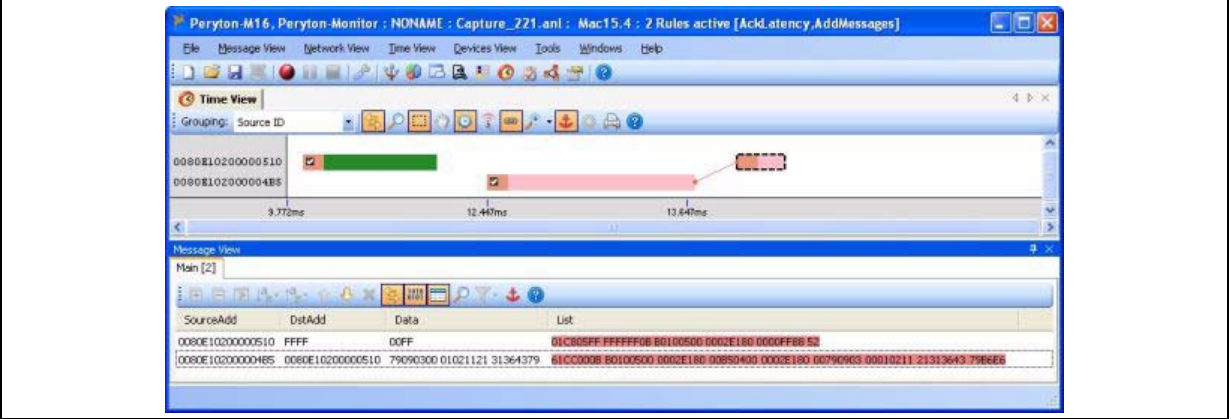 Peryton-M16, Peryton-Monitor : NONAME : Capture_221.anl : Mac15.4 : 2 Rules active [AckLatency,AddMessages]
File Message View Network View Time View Devices View Tools Windows Help
Time View
Grouping: Source ID
0080E10200000510
00808E1020000004B5
9.772ms 12.447ms 13.647ms
Message View
Main [2]
SourceAdd DstAdd Data List
0080E10200000510 FFFF 00FF 01C805FF FFFFFF0B B0100500 0002E180 0000FF88 52
0080E102000004B5 0080E10200000510 79090300 01021121 31364379 61CC000B B0100500 0002E180 00B50400 0002E180 00790903 00010211 21313643 79B6E6